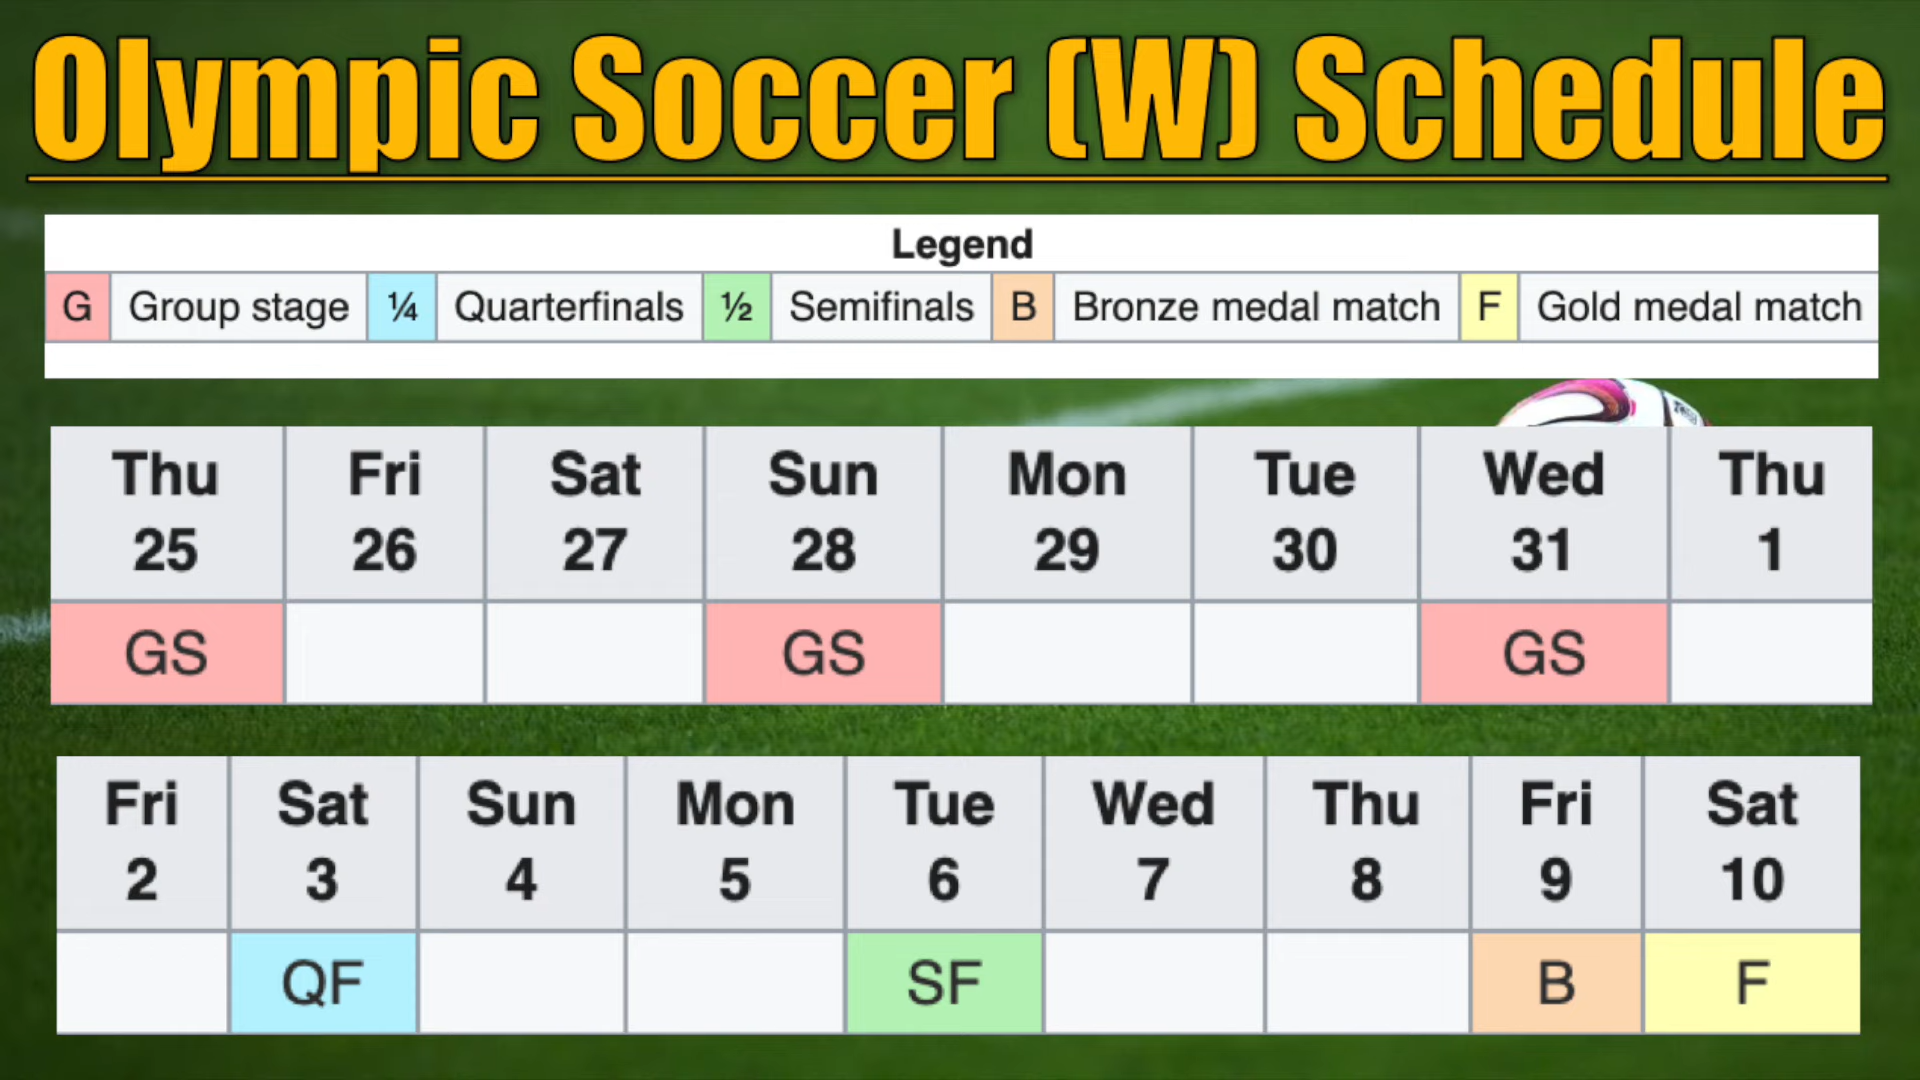 Olympic Soccer (W) Schedule
Legend
G Group stage ¼ Quarterfinals ½ Semifinals B Bronze medal match F Gold medal match
Thu Fri Sat Sun Mon Tue Wed Thu
25 26 27 28 29 30 31 1
GS GS GS
Fri Sat Sun Mon Tue Wed Thu Fri Sat
2 3 4 5 6 7 8 9 10
QF SF B F